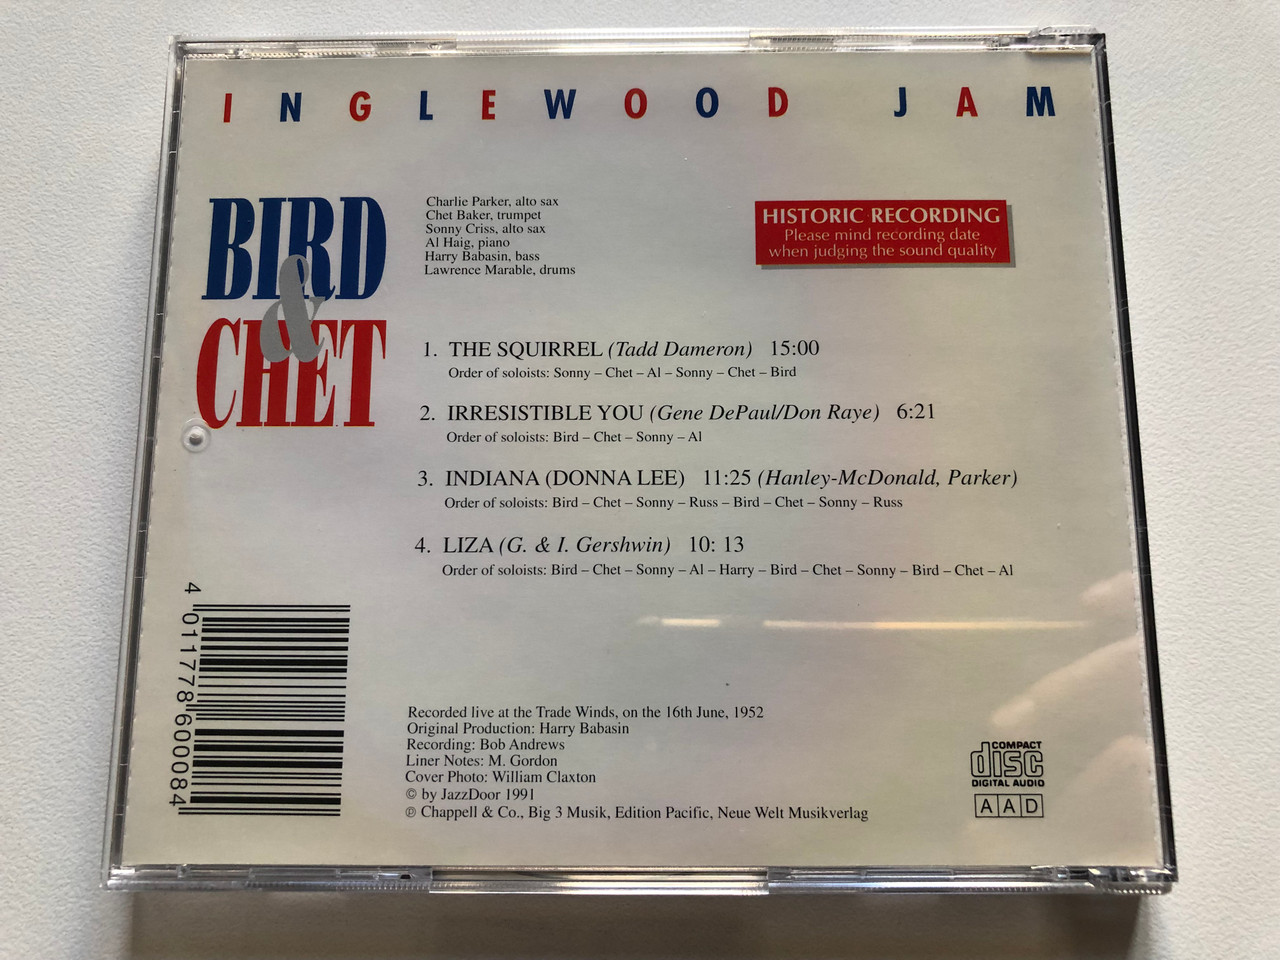 INGLEWOOD JAM
BIRD
&
CHET
Charlie Parker, alto sax
Chet Baker, trumpet
Sonny Criss, alto sax
Al Haig, piano
Harry Babasin, bass
Lawrence Marable, drums
HISTORIC RECORDING
Please mind recording date
when judging the sound quality
1. THE SQUIRREL (Tadd Dameron) 15:00
Order of soloists: Sonny – Chet – Al – Sonny – Chet – Bird
2. IRRESISTIBLE YOU (Gene DePaul/Don Raye) 6:21
Order of soloists: Bird – Chet – Sonny – Al
3. INDIANA (DONNA LEE) 11:25 (Hanley-McDonald, Parker)
Order of soloists: Bird – Chet – Sonny – Russ – Bird – Chet – Sonny – Russ
4. LIZA (G. & I. Gershwin) 10: 13
Order of soloists: Bird – Chet – Sonny – Al – Harry – Bird – Chet – Sonny – Bird – Chet – Al
4 011778 600084
Recorded live at the Trade Winds, on the 16th June, 1952
Original Production: Harry Babasin
Recording: Bob Andrews
Liner Notes: M. Gordon
Cover Photo: William Claxton
© by JazzDoor 1991
℗ Chappell & Co., Big 3 Musik, Edition Pacific, Neue Welt Musikverlag
COMPACT
disc
DIGITAL AUDIO
AAD